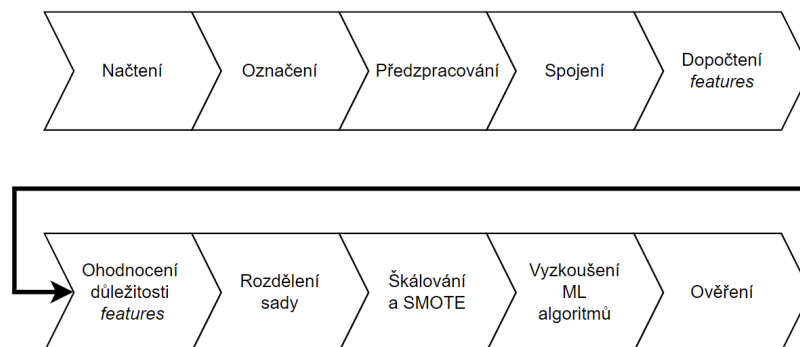 Načtení
Označení
Předzpracování
Spojení
Dopočtení
features
Ohodnocení
důležitosti
features
Rozdělení
sady
Škálování
a SMOTE
Vyzkoušení
ML
algoritmů
Ověření